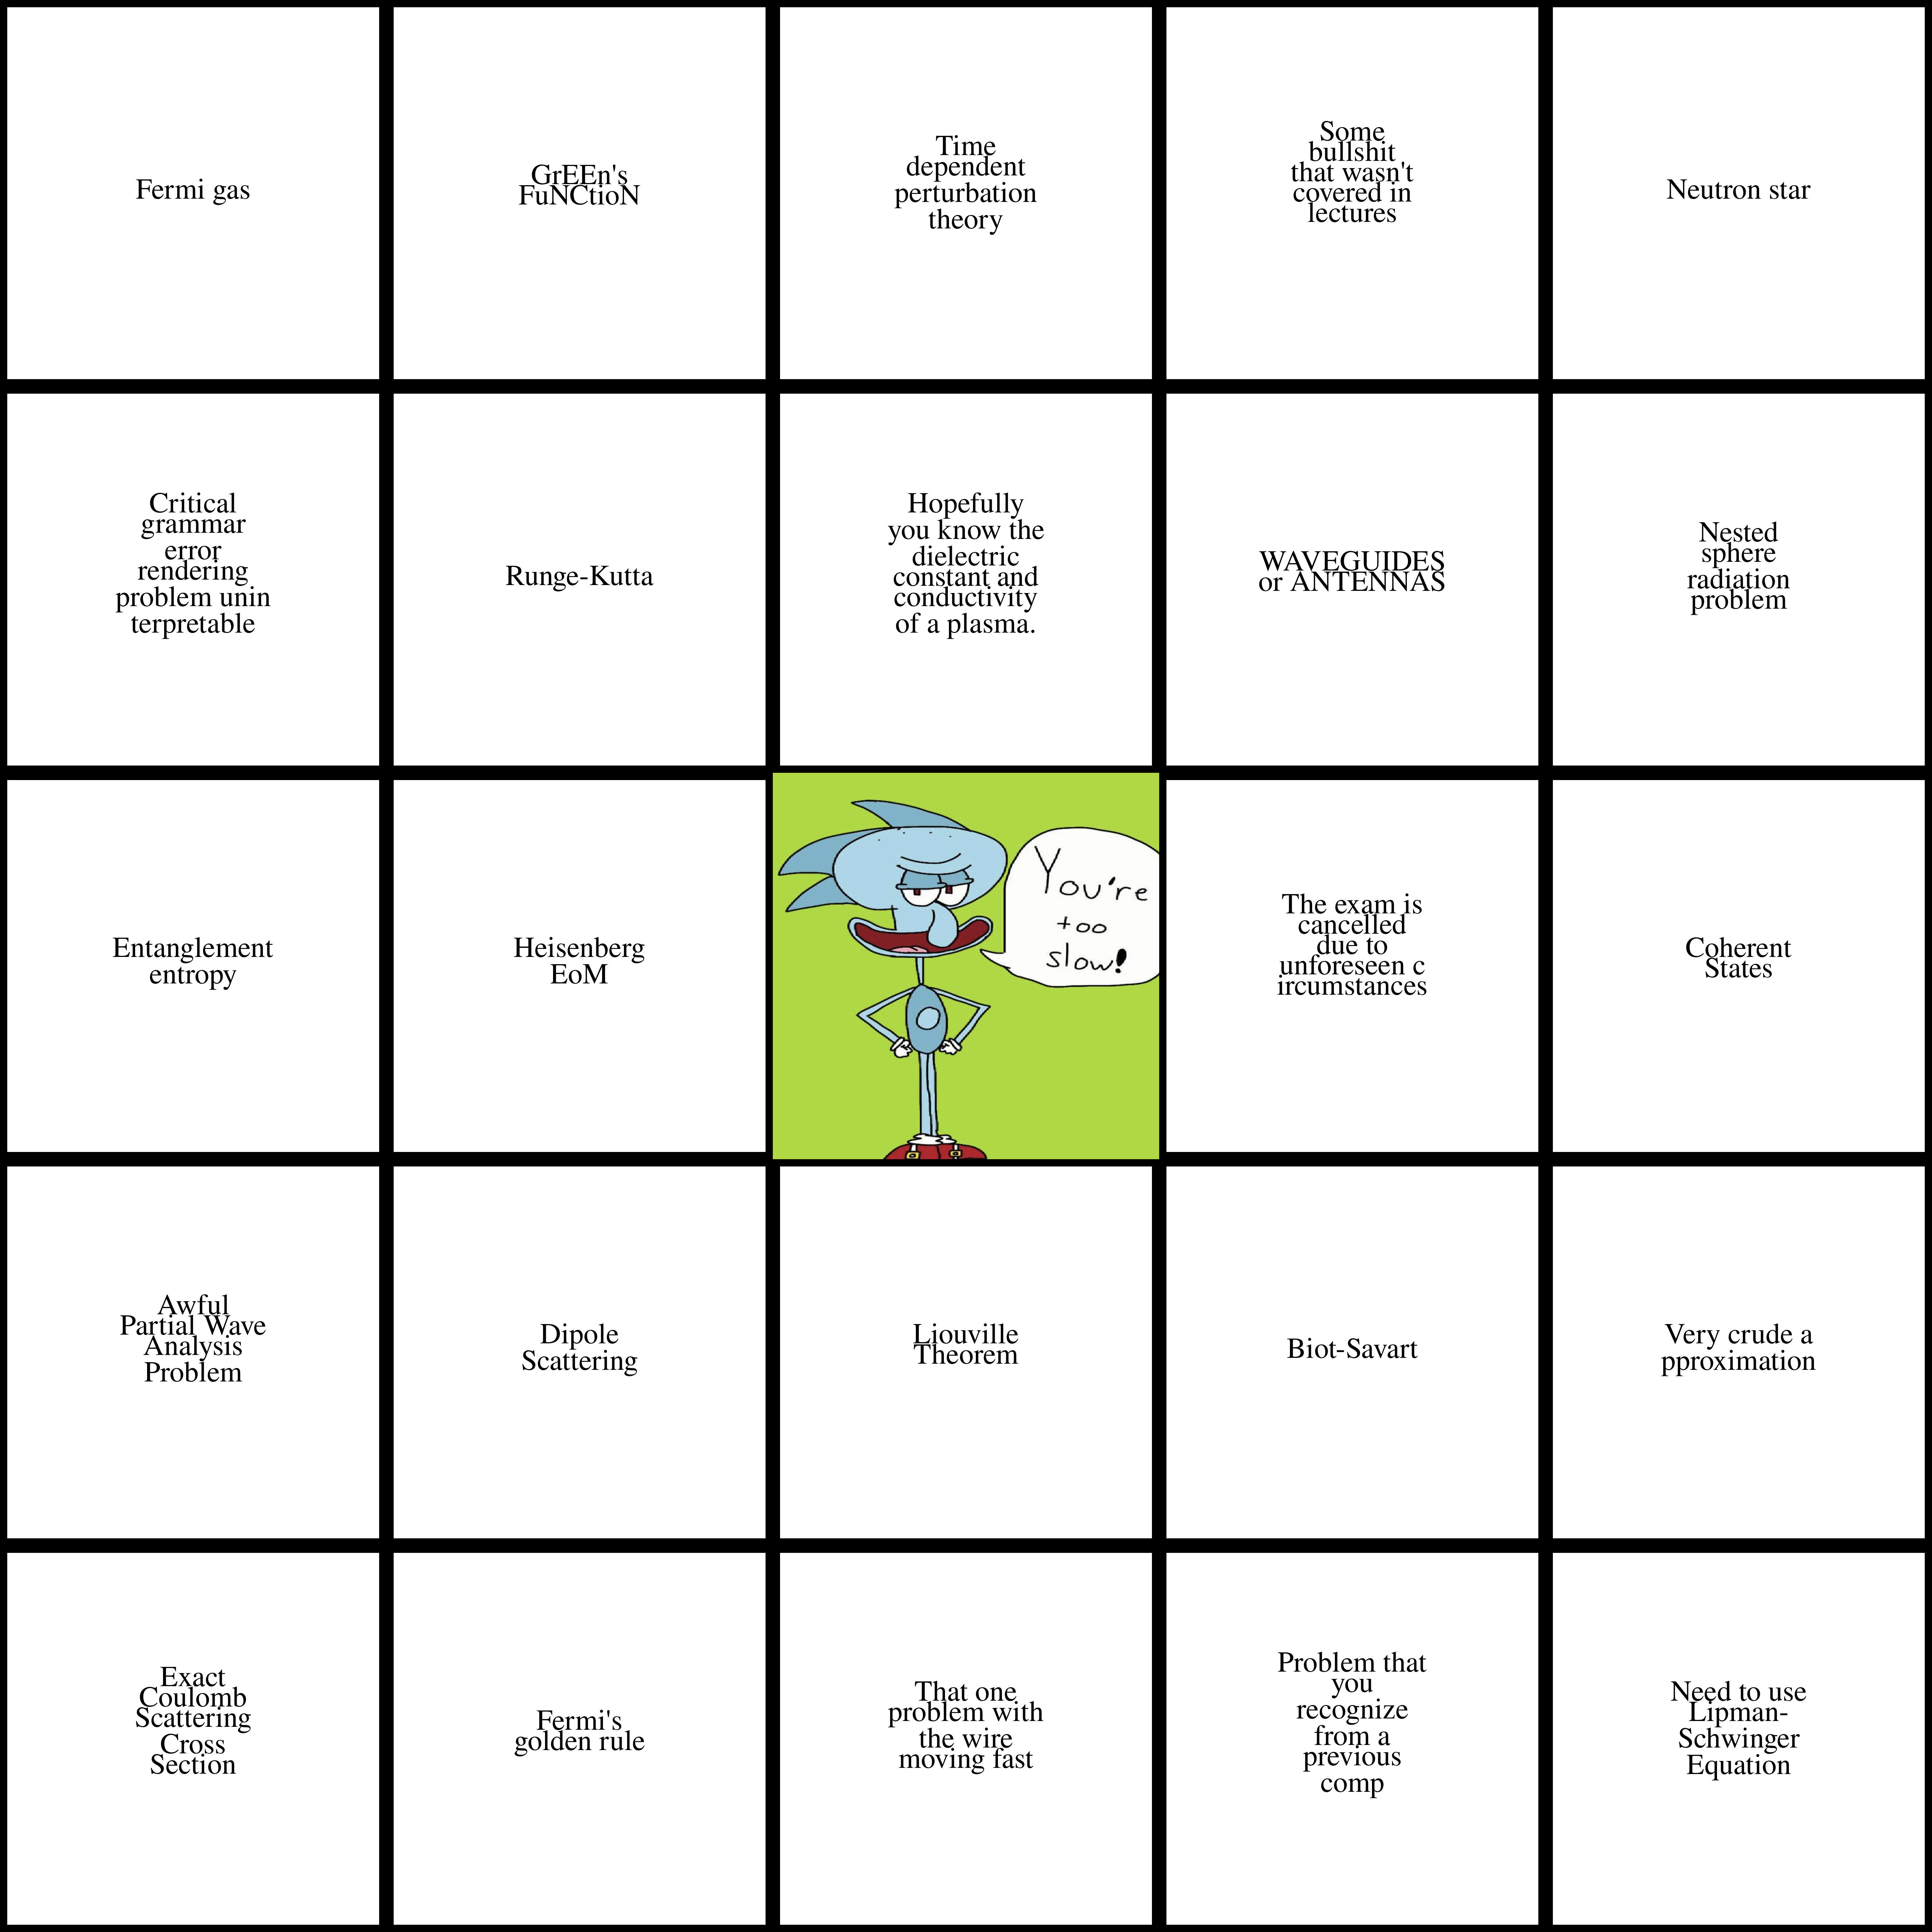 Fermi gas
GrEEn's
FuNCtioN
Time
dependent
perturbation
theory
Some
bullshit
that wasn't
covered in
lectures
Neutron star
Critical
grammar
error
rendering
problem unin
terpretable
Runge-Kutta
Hopefully
you know the
dielectric
constant and
conductivity
of a plasma.
WAVEGUIDES
or ANTENNAS
Nested
sphere
radiation
problem
Entanglement
entropy
Heisenberg
EoM
You're
too
slow!
The exam is
cancelled
due to
unforeseen c
ircumstances
Coherent
States
Awful
Partial Wave
Analysis
Problem
Dipole
Scattering
Liouville
Theorem
Biot-Savart
Very crude a
pproximation
Exact
Coulomb
Scattering
Cross
Section
Fermi's
golden rule
That one
problem with
the wire
moving fast
Problem that
you
recognize
from a
previous
comp
Need to use
Lipman-
Schwinger
Equation